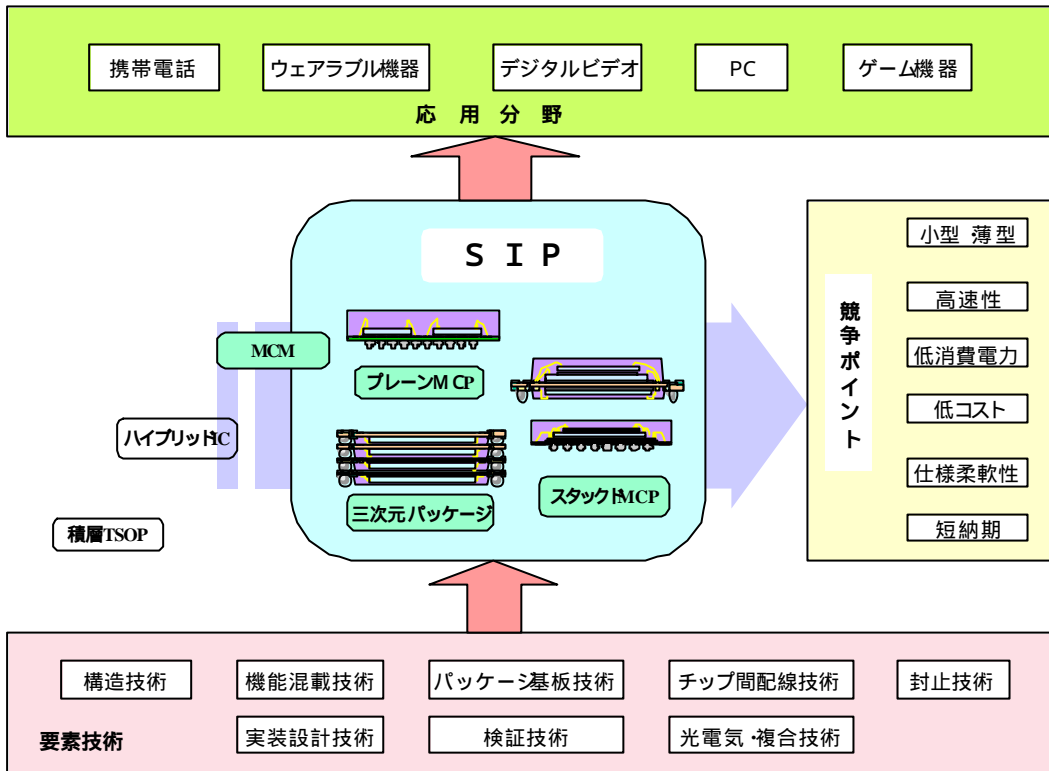 携帯電話
ウェアラブル機器
デジタルビデオ
PC
ゲーム機器
応用分野
SIP
MCM
プレーンMCP
ハイブリッドIC
三次元パッケージ
スタックドMCP
積層TSOP
競争ポイント
小型・薄型
高速性
低消費電力
低コスト
仕様柔軟性
短納期
構造技術
機能混載技術
パッケージ基板技術
チップ間配線技術
封止技術
要素技術
実装設計技術
検証技術
光電気・複合技術